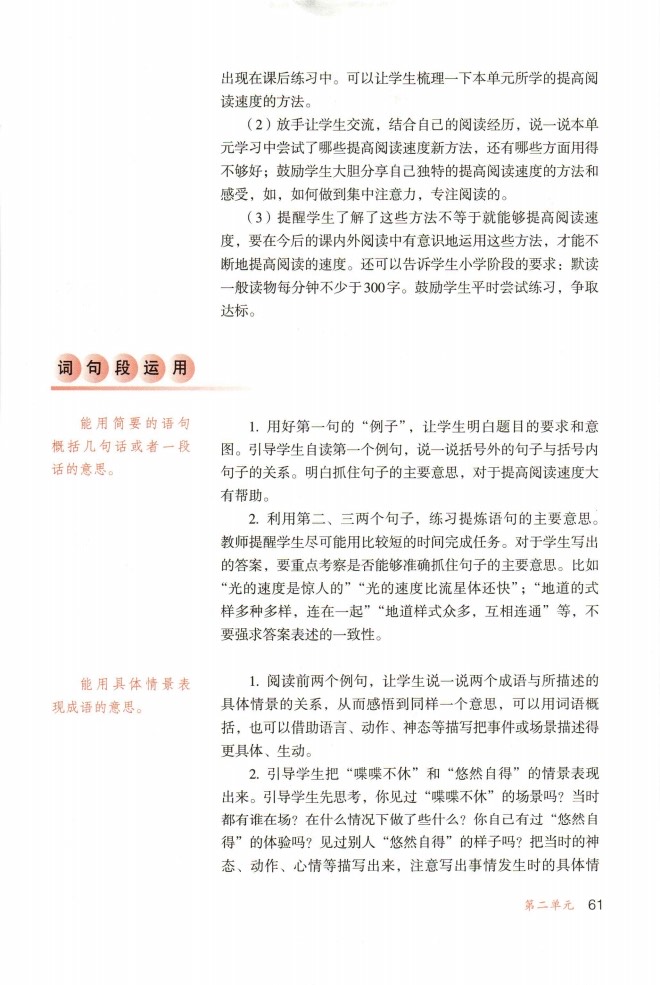 出现在课后练习中。可以让学生梳理一下本单元所学的提高阅
读速度的方法。
（2）放手让学生交流，结合自己的阅读经历，说一说本单
元学习中尝试了哪些提高阅读速度新方法，还有哪些方面用得
不够好；鼓励学生大胆分享自己独特的提高阅读速度的方法和
感受，如，如何做到集中注意力，专注阅读的。
（3）提醒学生了解了这些方法不等于就能够提高阅读速
度，要在今后的课内外阅读中有意识地运用这些方法，才能不
断地提高阅读的速度。还可以告诉学生小学阶段的要求：默读
一般读物每分钟不少于300字。鼓励学生平时尝试练习，争取
达标。
词句段运用
能用简要的语句
概括几句话或者一段
话的意思。
1. 用好第一句的“例子”，让学生明白题目的要求和意
图。引导学生自读第一个例句，说一说括号外的句子与括号内
句子的关系。明白抓住句子的主要意思，对于提高阅读速度大
有帮助。
2. 利用第二、三两个句子，练习提炼语句的主要意思。
教师提醒学生尽可能用比较短的时间完成任务。对于学生写出
的答案，要重点考察是否能够准确抓住句子的主要意思。比如
“光的速度是惊人的”“光的速度比流星体还快”；“地道的式
样多种多样，连在一起”“地道样式众多，互相连通”等，不
要强求答案表述的一致性。
能用具体情景表
现成语的意思。
1. 阅读前两个例句，让学生说一说两个成语与所描述的
具体情景的关系，从而感悟到同样一个意思，可以用词语概
括，也可以借助语言、动作、神态等描写把事件或场景描述得
更具体、生动。
2. 引导学生把“喋喋不休”和“悠然自得”的情景表现
出来。引导学生先思考，你见过“喋喋不休”的场景吗？当时
都有谁在场？在什么情况下做了些什么？你自己有过“悠然自
得”的体验吗？见过别人“悠然自得”的样子吗？把当时的神
态、动作、心情等描写出来，注意写出事情发生时的具体情
第二单元 61